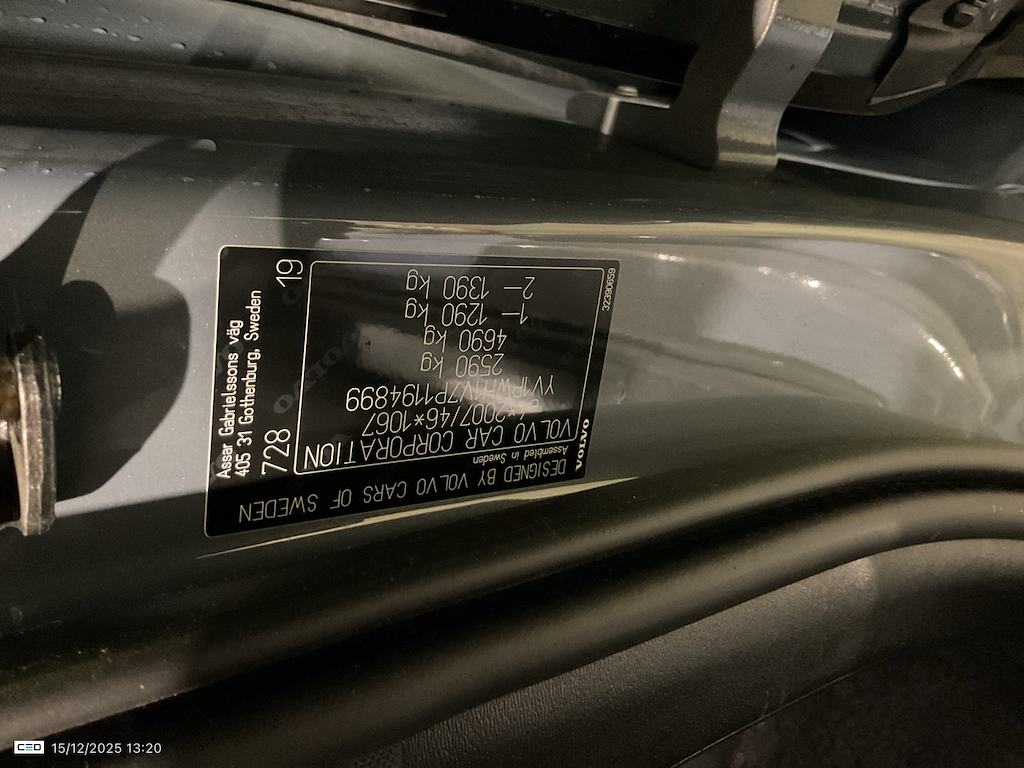 DESIGNED BY VOLVO CARS OF SWEDEN
Assembled in Sweden
VOLVO
VOLVO CAR CORPORATION
*2007/46*1067
YV1PWH1V7P1194899
2590 kg
4690 kg
1– 1290 kg
2– 1390 kg
32390659
728 19
Assar Gabrielssons väg
405 31 Gothenburg, Sweden
CEO 15/12/2025 13:20